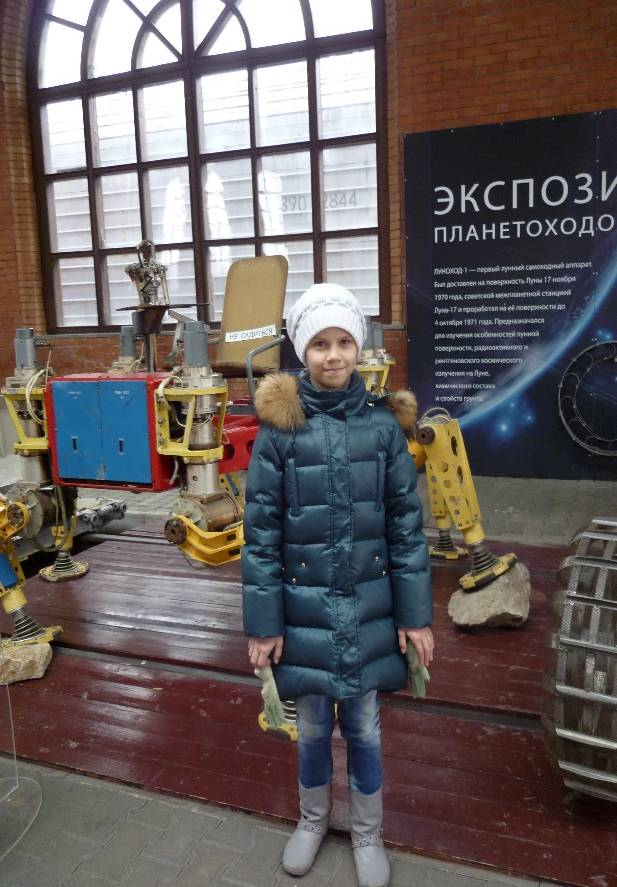 890 2844
НЕ САДИТЬСЯ
ЭКСПОЗИ
ПЛАНЕТОХОДО
ЛУНОХОД-1 — первый лунный самоходный аппарат.
Был доставлен на поверхность Луны 17 ноября
1970 года, советской межпланетной станцией
Луна-17 и проработал на её поверхности до
4 октября 1971 года. Предназначался
для изучения особенностей лунной
поверхности, радиоактивного и
рентгеновского космического
излучения на Луне,
химического состава
и свойств грунта.